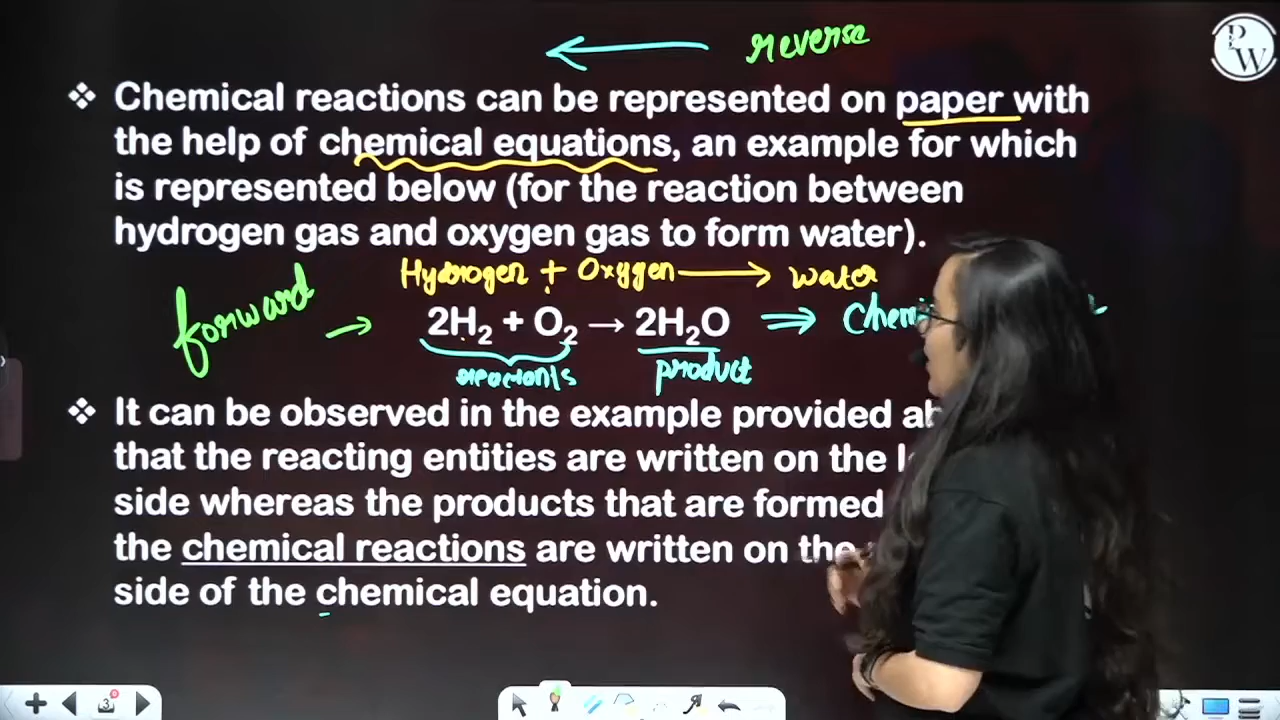 reverse
PW
Chemical reactions can be represented on paper with
the help of chemical equations, an example for which
is represented below (for the reaction between
hydrogen gas and oxygen gas to form water).
Hydrogen + Oxygen → water
forward → 2H₂ + O₂ → 2H₂O ⇒ Chem
reactants product
It can be observed in the example provided ab
that the reacting entities are written on the l
side whereas the products that are formed
the chemical reactions are written on the
side of the chemical equation.
3